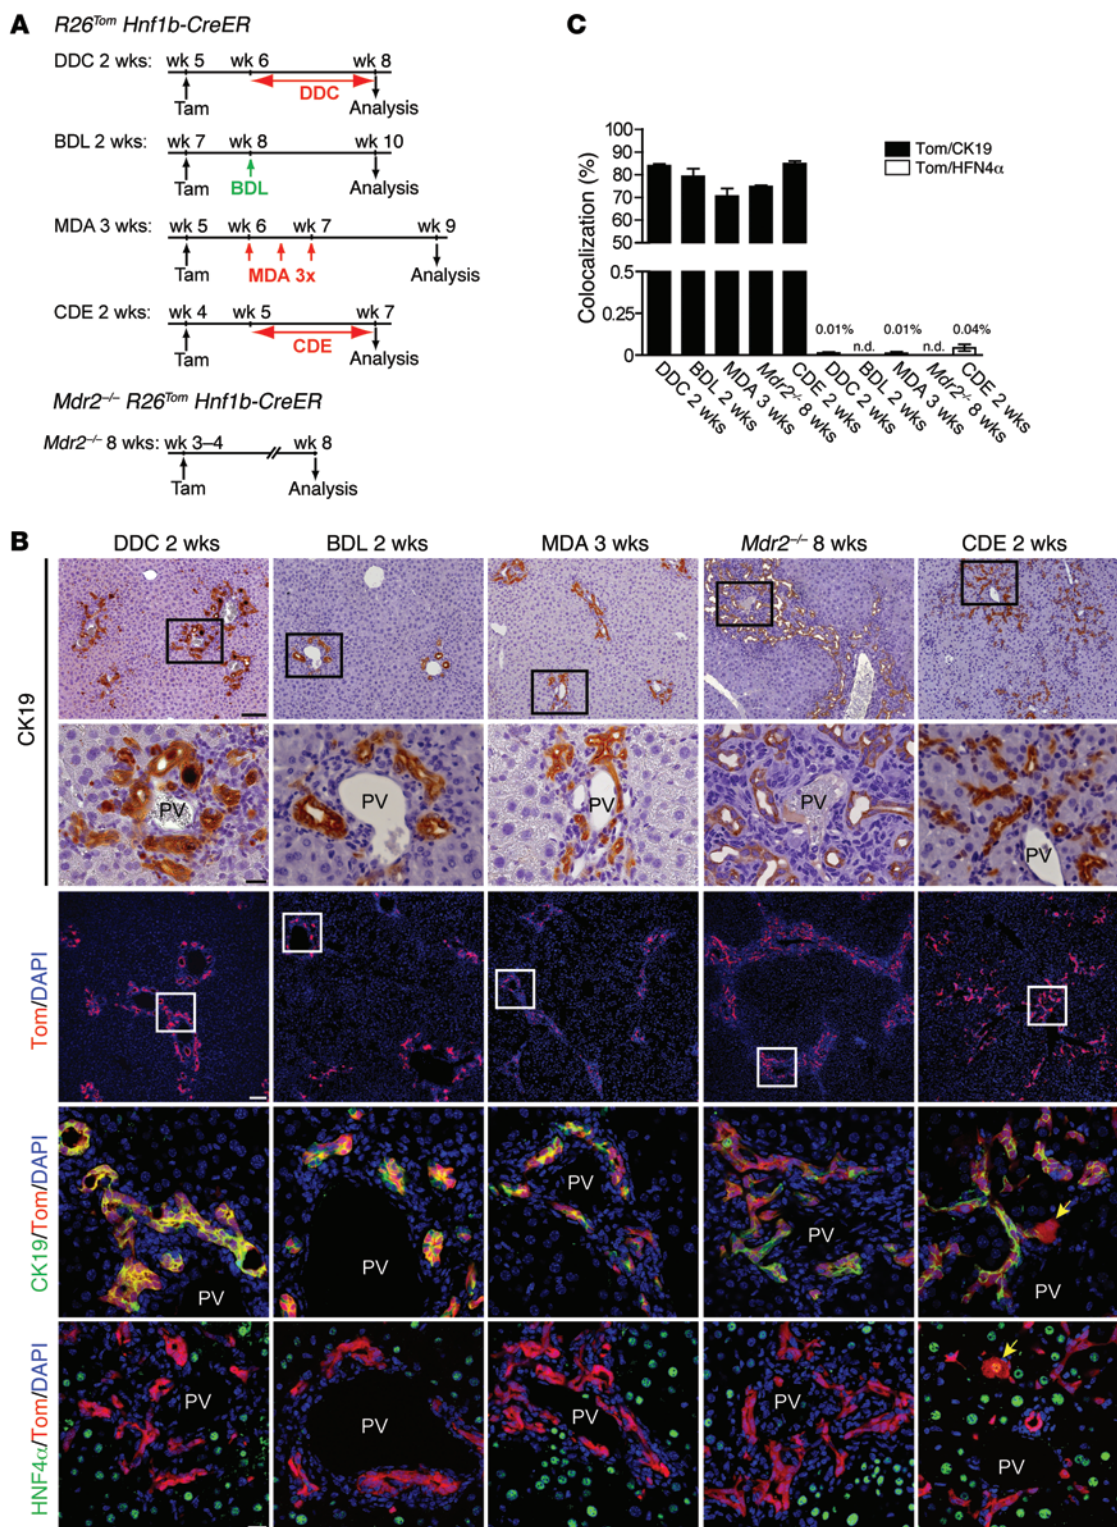 A
R26Tom Hnf1b-CreER
DDC 2 wks: wk 5 wk 6 wk 8
DDC
Tam Analysis
BDL 2 wks: wk 7 wk 8 wk 10
BDL
Tam Analysis
MDA 3 wks: wk 5 wk 6 wk 7 wk 9
MDA 3x
Tam Analysis
CDE 2 wks: wk 4 wk 5 wk 7
CDE
Tam Analysis
Mdr2–/– R26Tom Hnf1b-CreER
Mdr2–/– 8 wks: wk 3–4 wk 8
Tam Analysis
C
Colocalization (%)
100
90
80
70
60
50
0.5
0.25
0
Tom/CK19
Tom/HFN4α
0.01% n.d. 0.01% n.d. 0.04%
DDC 2 wks
BDL 2 wks
MDA 3 wks
Mdr2-/- 8 wks
CDE 2 wks
DDC 2 wks
BDL 2 wks
MDA 3 wks
Mdr2-/- 8 wks
CDE 2 wks
B
DDC 2 wks BDL 2 wks MDA 3 wks Mdr2–/– 8 wks CDE 2 wks
CK19
PV PV PV PV PV
Tom/DAPI
CK19/Tom/DAPI
PV PV PV PV PV
HNF4α/Tom/DAPI
PV PV PV PV PV